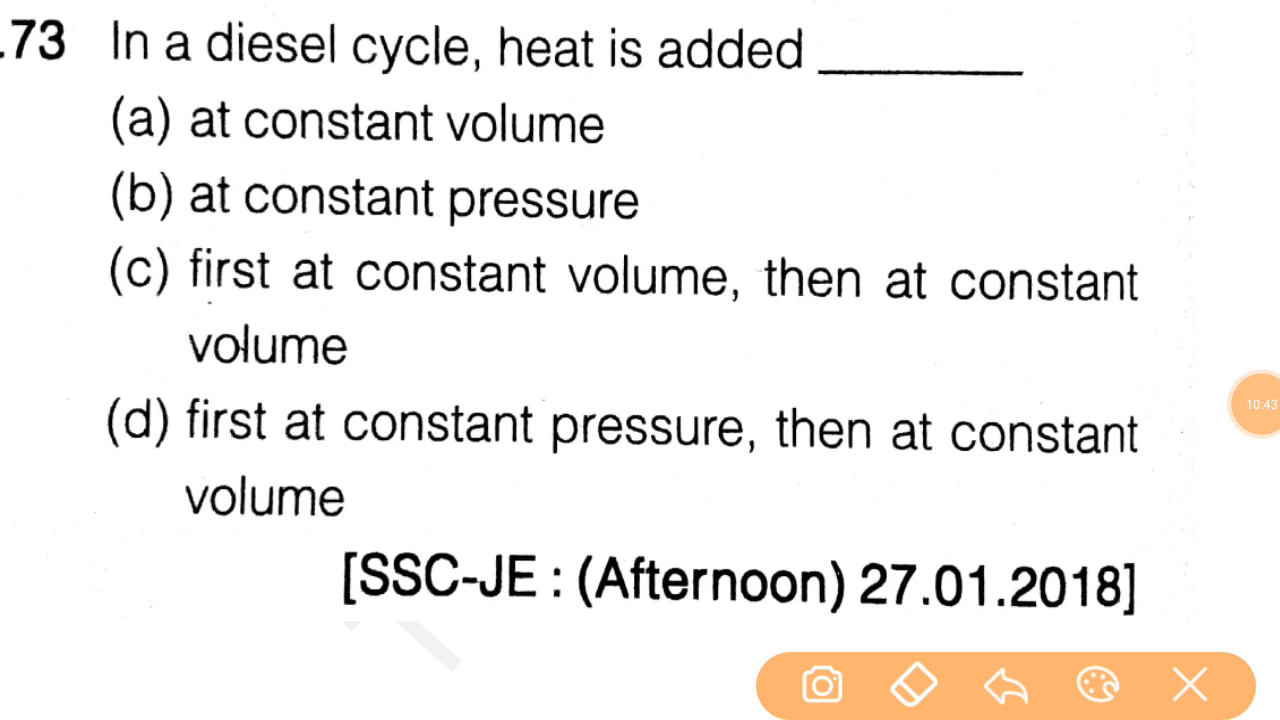 .73 In a diesel cycle, heat is added ________
(a) at constant volume
(b) at constant pressure
(c) first at constant volume, then at constant
volume
(d) first at constant pressure, then at constant
volume
[SSC-JE : (Afternoon) 27.01.2018]
10:43